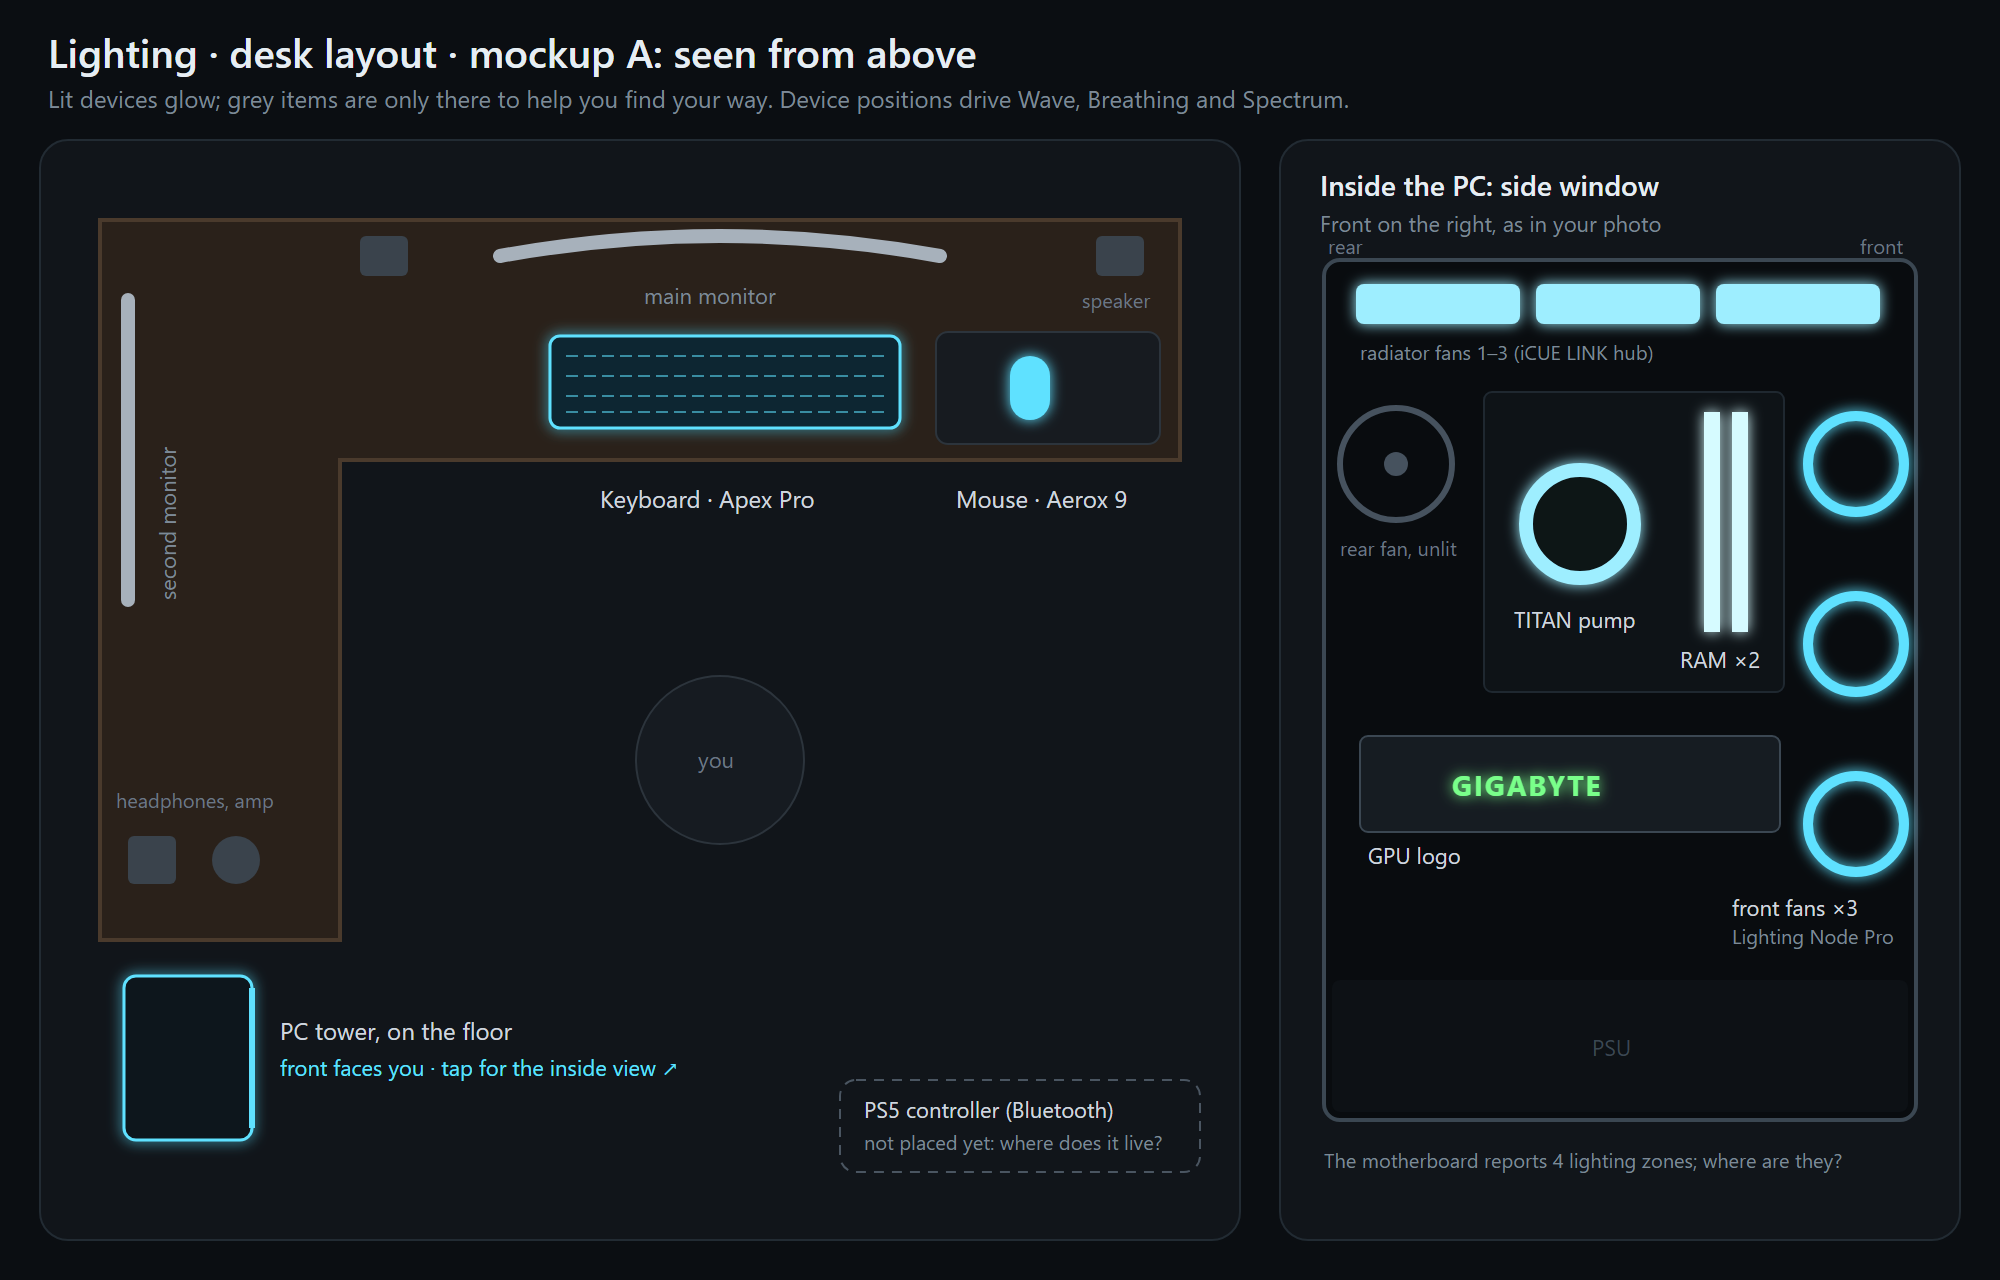 Lighting · desk layout · mockup A: seen from above
Lit devices glow; grey items are only there to help you find your way. Device positions drive Wave, Breathing and Spectrum.
main monitor
speaker
second monitor
Keyboard · Apex Pro
Mouse · Aerox 9
you
headphones, amp
PC tower, on the floor
front faces you · tap for the inside view ↗
PS5 controller (Bluetooth)
not placed yet: where does it live?
Inside the PC: side window
Front on the right, as in your photo
rear
front
radiator fans 1–3 (iCUE LINK hub)
rear fan, unlit
TITAN pump
RAM ×2
GIGABYTE
GPU logo
front fans ×3
Lighting Node Pro
PSU
The motherboard reports 4 lighting zones; where are they?